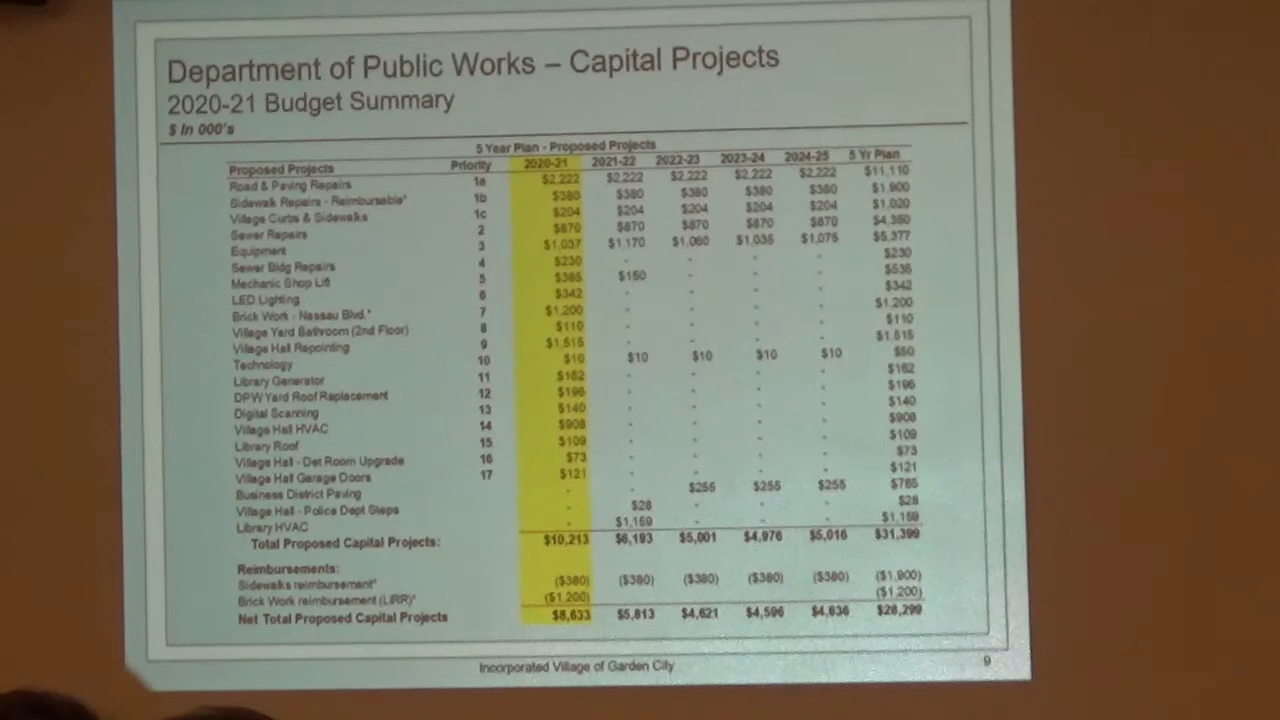 Department of Public Works – Capital Projects
2020-21 Budget Summary
$ In 000's
5 Year Plan - Proposed Projects
Proposed Projects Priority 2020-21 2021-22 2022-23 2023-24 2024-25 5 Yr Plan
Road & Paving Repairs 1a $2,222 $2,222 $2,222 $2,222 $2,222 $11,110
Sidewalk Repairs - Reimbursable* 1b $380 $380 $380 $380 $380 $1,900
Village Curbs & Sidewalks 1c $204 $204 $204 $204 $204 $1,020
Sewer Repairs 2 $870 $870 $870 $870 $870 $4,350
Equipment 3 $1,037 $1,170 $1,060 $1,035 $1,075 $5,377
Sewer Bldg Repairs 4 $230 - - - - $230
Mechanic Shop Lift 5 $385 $150 - - - $535
LED Lighting 6 $342 - - - - $342
Brick Work - Nassau Blvd.* 7 $1,200 - - - - $1,200
Village Yard Bathroom (2nd Floor) 8 $110 - - - - $110
Village Hall Repointing 9 $1,515 - - - - $1,515
Technology 10 $10 $10 $10 $10 $10 $50
Library Generator 11 $162 - - - - $162
DPW Yard Roof Replacement 12 $196 - - - - $196
Digital Scanning 13 $140 - - - - $140
Village Hall HVAC 14 $908 - - - - $908
Library Roof 15 $109 - - - - $109
Village Hall - Det Room Upgrade 16 $73 - - - - $73
Village Hall Garage Doors 17 $121 - - - - $121
Business District Paving - - $255 $255 $255 $765
Village Hall - Police Dept Steps - $28 - - - $28
Library HVAC - $1,159 - - - $1,159
Total Proposed Capital Projects: $10,213 $6,193 $5,001 $4,976 $5,016 $31,399
Reimbursements:
Sidewalks reimbursement* ($380) ($380) ($380) ($380) ($380) ($1,900)
Brick Work reimbursement (LIRR)* ($1,200) ($1,200)
Net Total Proposed Capital Projects $8,633 $5,813 $4,621 $4,596 $4,636 $28,299
Incorporated Village of Garden City
9